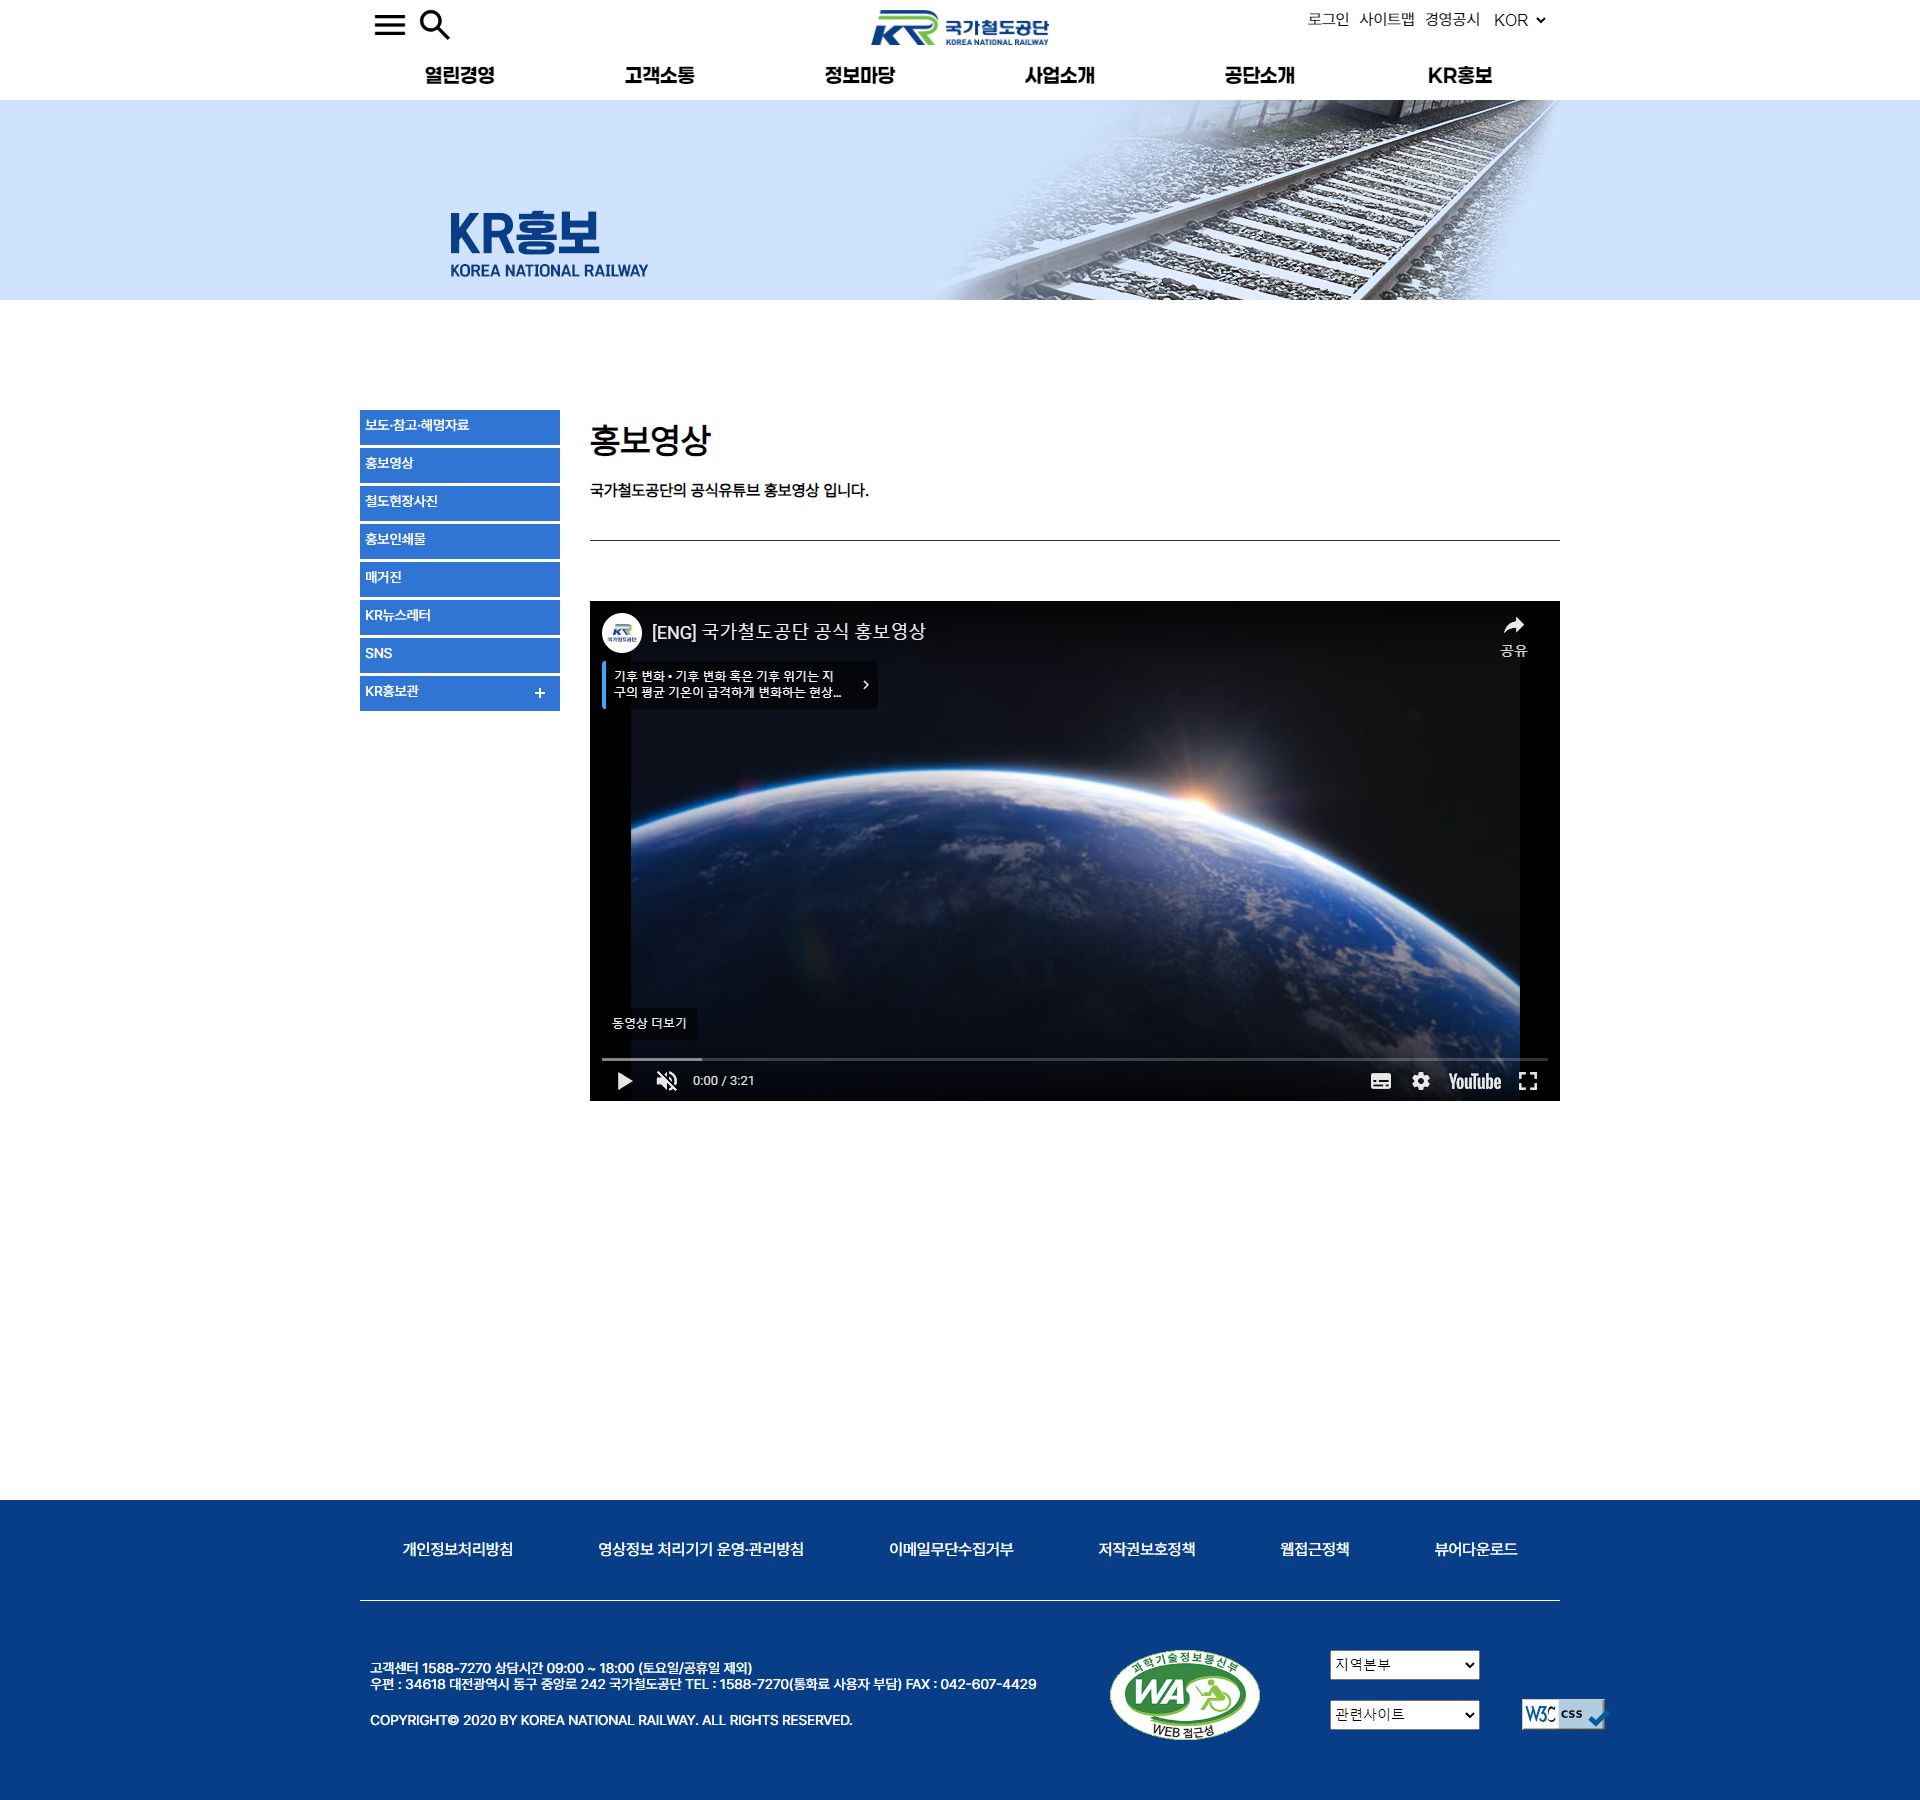 국가철도공단
KOREA NATIONAL RAILWAY
로그인 사이트맵 경영공시 KOR
열린경영 고객소통 정보마당 사업소개 공단소개 KR홍보
KR홍보
KOREA NATIONAL RAILWAY
보도·참고·해명자료
홍보영상
철도현장사진
홍보인쇄물
매거진
KR뉴스레터
SNS
KR홍보관
홍보영상
국가철도공단의 공식유튜브 홍보영상 입니다.
KR
국가철도공단
[ENG] 국가철도공단 공식 홍보영상
공유
기후 변화 • 기후 변화 혹은 기후 위기는 지
구의 평균 기온이 급격하게 변화하는 현상...
동영상 더보기
0:00 / 3:21
YouTube
개인정보처리방침 영상정보 처리기기 운영·관리방침 이메일무단수집거부 저작권보호정책 웹접근정책 뷰어다운로드
고객센터 1588-7270 상담시간 09:00 ~ 18:00 (토요일/공휴일 제외)
우편 : 34618 대전광역시 동구 중앙로 242 국가철도공단 TEL : 1588-7270(통화료 사용자 부담) FAX : 042-607-4429
COPYRIGHT© 2020 BY KOREA NATIONAL RAILWAY. ALL RIGHTS RESERVED.
과학기술정보통신부
WA
WEB 접근성
지역본부
관련사이트
W3C css